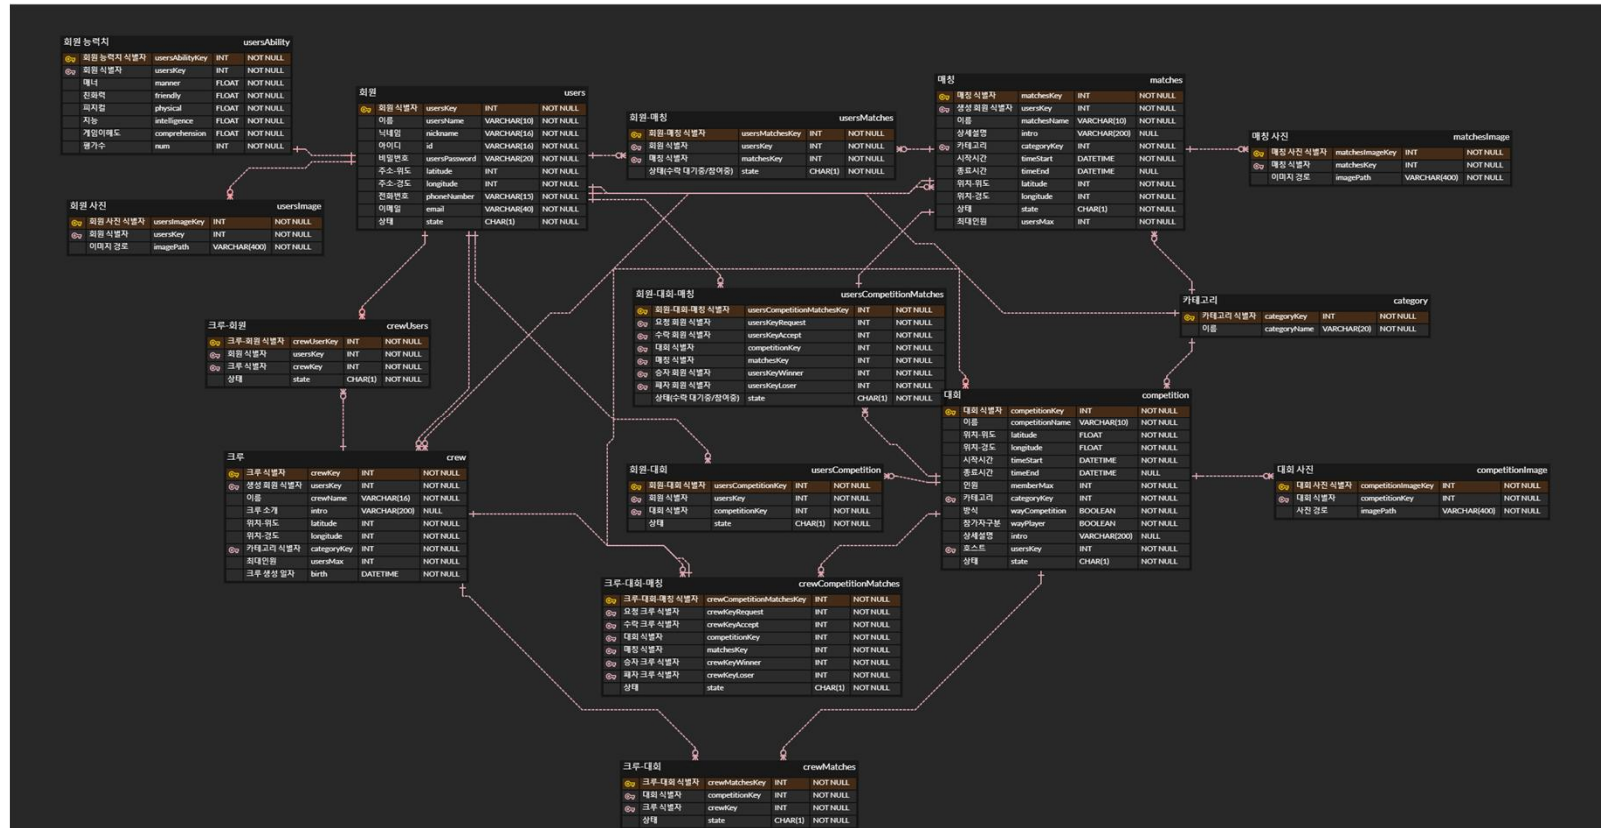 회원 능력치 usersAbility
회원 능력치 식별자 usersAbilityKey INT NOT NULL
회원 식별자 usersKey INT NOT NULL
매너 manner FLOAT NOT NULL
친화력 friendly FLOAT NOT NULL
피지컬 physical FLOAT NOT NULL
지능 intelligence FLOAT NOT NULL
게임이해도 comprehension FLOAT NOT NULL
평가수 num INT NOT NULL
회원 사진 usersImage
회원 사진 식별자 usersImageKey INT NOT NULL
회원 식별자 usersKey INT NOT NULL
이미지 경로 imagePath VARCHAR(400) NOT NULL
회원 users
회원 식별자 usersKey INT NOT NULL
이름 usersName VARCHAR(10) NOT NULL
닉네임 nickname VARCHAR(16) NOT NULL
아이디 id VARCHAR(16) NOT NULL
비밀번호 usersPassword VARCHAR(20) NOT NULL
주소-위도 latitude INT NOT NULL
주소-경도 longitude INT NOT NULL
전화번호 phoneNumber VARCHAR(15) NOT NULL
이메일 email VARCHAR(40) NOT NULL
상태 state CHAR(1) NOT NULL
회원-매칭 usersMatches
회원-매칭 식별자 usersMatchesKey INT NOT NULL
회원 식별자 usersKey INT NOT NULL
매칭 식별자 matchesKey INT NOT NULL
상태(수락 대기중/참여중) state CHAR(1) NOT NULL
매칭 matches
매칭 식별자 matchesKey INT NOT NULL
생성 회원 식별자 usersKey INT NOT NULL
이름 matchesName VARCHAR(10) NOT NULL
상세설명 intro VARCHAR(200) NULL
카테고리 categoryKey INT NOT NULL
시작시간 timeStart DATETIME NOT NULL
종료시간 timeEnd DATETIME NULL
위치-위도 latitude INT NOT NULL
위치-경도 longitude INT NOT NULL
상태 state CHAR(1) NOT NULL
최대인원 usersMax INT NOT NULL
매칭 사진 matchesImage
매칭 사진 식별자 matchesImageKey INT NOT NULL
매칭 식별자 matchesKey INT NOT NULL
이미지 경로 imagePath VARCHAR(400) NOT NULL
회원-대회-매칭 usersCompetitionMatches
회원-대회-매칭 식별자 usersCompetitionMatchesKey INT NOT NULL
요청 회원 식별자 usersKeyRequest INT NOT NULL
수락 회원 식별자 usersKeyAccept INT NOT NULL
대회 식별자 competitionKey INT NOT NULL
매칭 식별자 matchesKey INT NOT NULL
승자 회원 식별자 usersKeyWinner INT NOT NULL
패자 회원 식별자 usersKeyLoser INT NOT NULL
상태(수락 대기중/참여중) state CHAR(1) NOT NULL
카테고리 category
카테고리 식별자 categoryKey INT NOT NULL
이름 categoryName VARCHAR(20) NOT NULL
크루-회원 crewUsers
크루-회원 식별자 crewUserKey INT NOT NULL
회원 식별자 usersKey INT NOT NULL
크루 식별자 crewKey INT NOT NULL
상태 state CHAR(1) NOT NULL
대회 competition
대회 식별자 competitionKey INT NOT NULL
이름 competitionName VARCHAR(10) NOT NULL
위치-위도 latitude FLOAT NOT NULL
위치-경도 longitude FLOAT NOT NULL
시작시간 timeStart DATETIME NOT NULL
종료시간 timeEnd DATETIME NULL
인원 memberMax INT NOT NULL
카테고리 categoryKey INT NOT NULL
방식 wayCompetition BOOLEAN NOT NULL
참가자구분 wayPlayer BOOLEAN NOT NULL
상세설명 intro VARCHAR(200) NULL
호스트 usersKey INT NOT NULL
상태 state CHAR(1) NOT NULL
크루 crew
크루 식별자 crewKey INT NOT NULL
생성 회원 식별자 usersKey INT NOT NULL
이름 crewName VARCHAR(16) NOT NULL
크루 소개 intro VARCHAR(200) NULL
위치-위도 latitude INT NOT NULL
위치-경도 longitude INT NOT NULL
카테고리 식별자 categoryKey INT NOT NULL
최대인원 usersMax INT NOT NULL
크루 생성 일자 birth DATETIME NOT NULL
회원-대회 usersCompetition
회원-대회 식별자 usersCompetitionKey INT NOT NULL
회원 식별자 usersKey INT NOT NULL
대회 식별자 competitionKey INT NOT NULL
상태 state CHAR(1) NOT NULL
대회 사진 competitionImage
대회 사진 식별자 competitionImageKey INT NOT NULL
대회 식별자 competitionKey INT NOT NULL
사진 경로 imagePath VARCHAR(400) NOT NULL
크루-대회-매칭 crewCompetitionMatches
크루-대회-매칭 식별자 crewCompetitionMatchesKey INT NOT NULL
요청 크루 식별자 crewKeyRequest INT NOT NULL
수락 크루 식별자 crewKeyAccept INT NOT NULL
대회 식별자 competitionKey INT NOT NULL
매칭 식별자 matchesKey INT NOT NULL
승자 크루 식별자 crewKeyWinner INT NOT NULL
패자 크루 식별자 crewKeyLoser INT NOT NULL
상태 state CHAR(1) NOT NULL
크루-대회 crewMatches
크루-대회 식별자 crewMatchesKey INT NOT NULL
대회 식별자 competitionKey INT NOT NULL
크루 식별자 crewKey INT NOT NULL
상태 state CHAR(1) NOT NULL